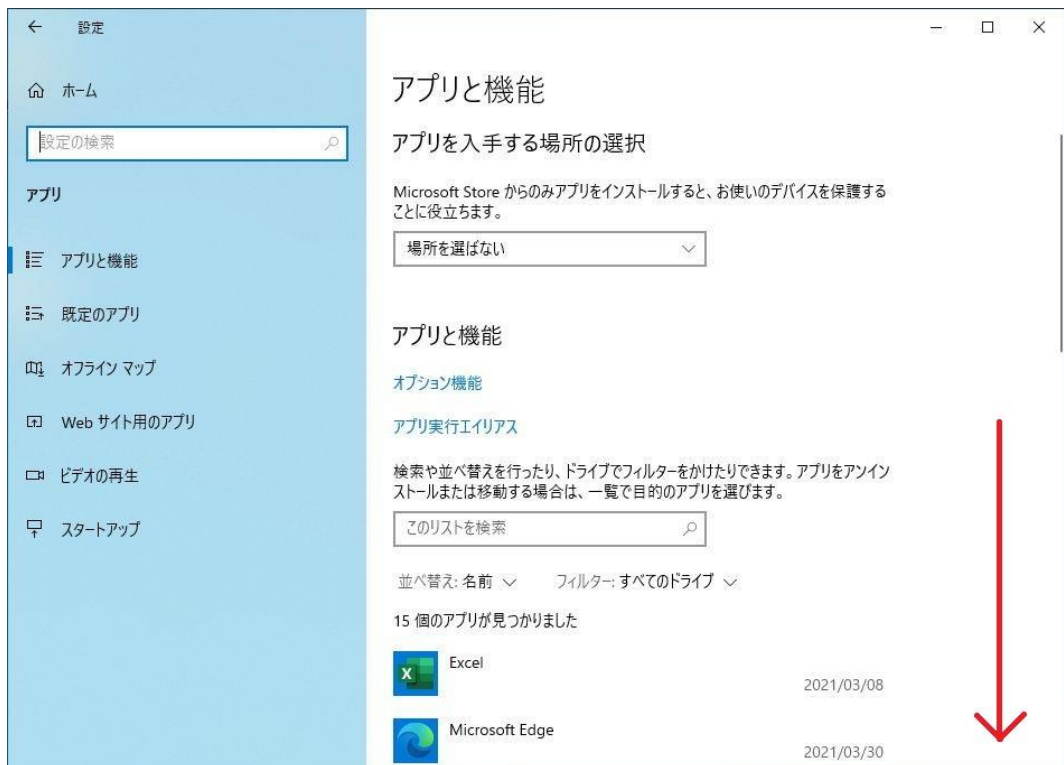 設定
ホーム
設定の検索
アプリ
アプリと機能
既定のアプリ
オフライン マップ
Web サイト用のアプリ
ビデオの再生
スタートアップ
アプリと機能
アプリを入手する場所の選択
Microsoft Store からのみアプリをインストールすると、お使いのデバイスを保護する
ことに役立ちます。
場所を選ばない
アプリと機能
オプション機能
アプリ実行エイリアス
検索や並べ替えを行ったり、ドライブでフィルターをかけたりできます。アプリをアンイン
ストールまたは移動する場合は、一覧で目的のアプリを選びます。
このリストを検索
並べ替え: 名前 フィルター: すべてのドライブ
15 個のアプリが見つかりました
Excel
2021/03/08
Microsoft Edge
2021/03/30